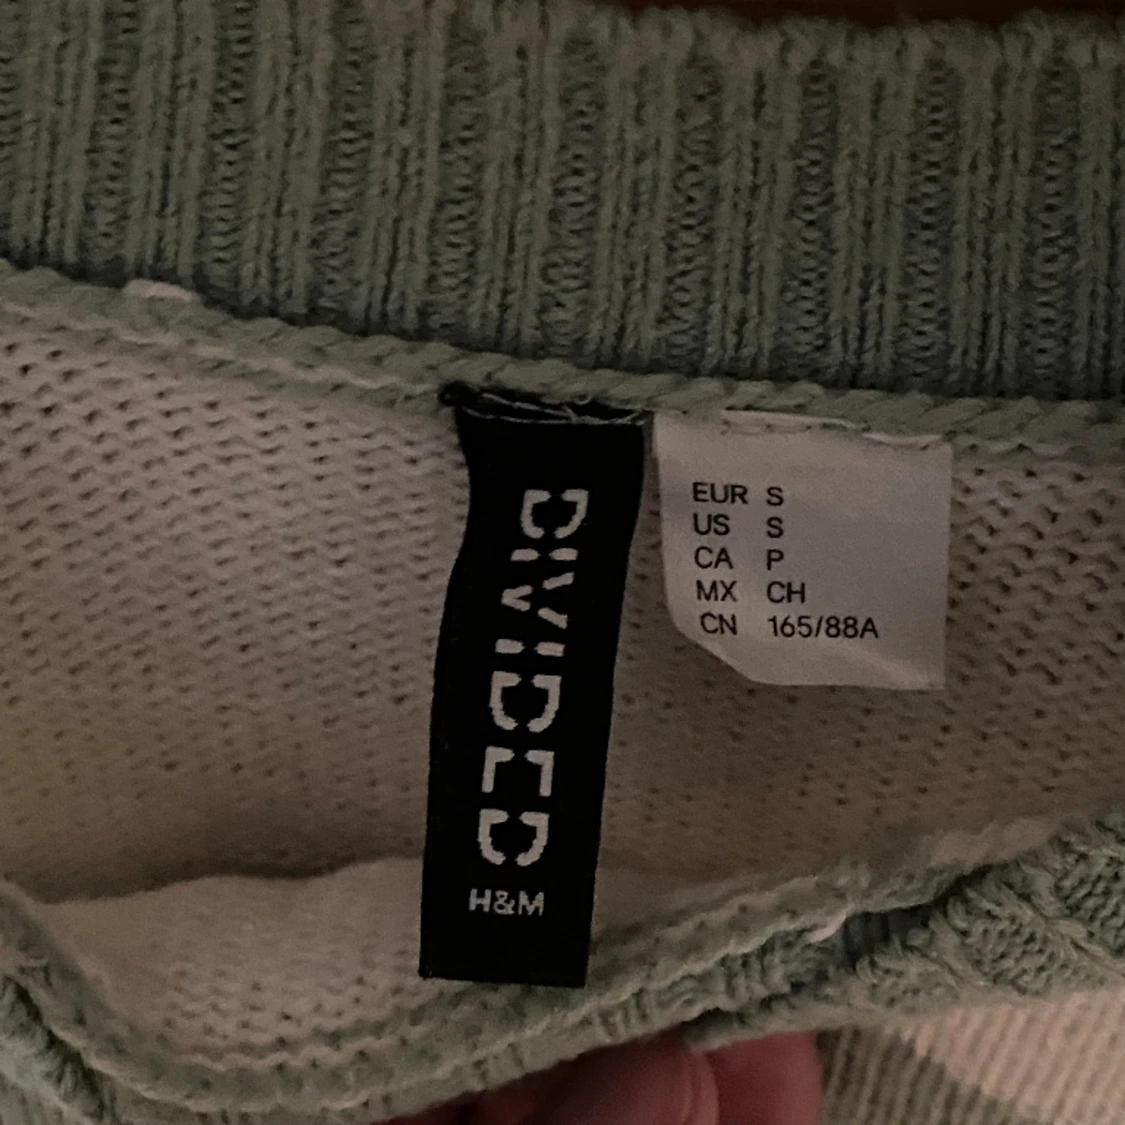 DIVIDED
H&M
EUR S
US S
CA P
MX CH
CN 165/88A